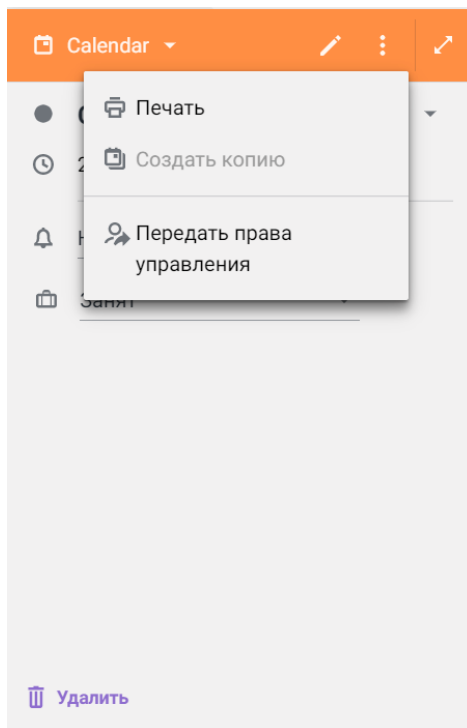 Calendar
Печать
Создать копию
Передать права
управления
Занят
Удалить